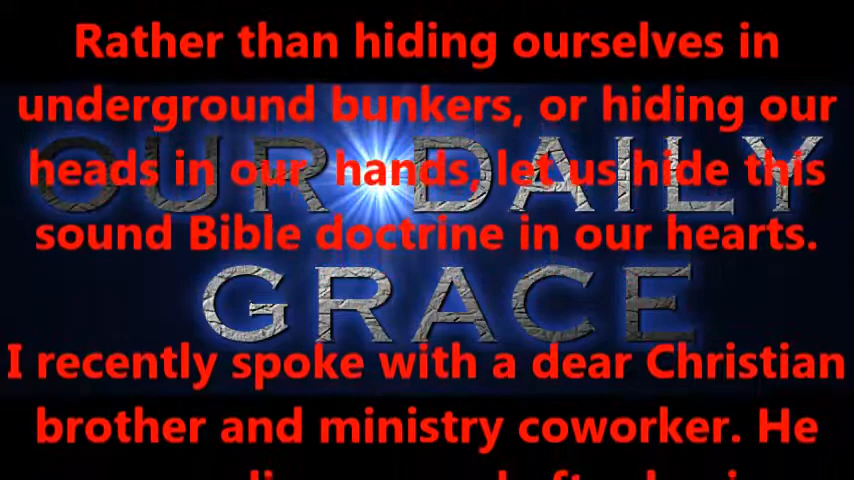 Rather than hiding ourselves in
underground bunkers, or hiding our
heads in our hands, let us hide this
sound Bible doctrine in our hearts.
OUR DAILY
GRACE
I recently spoke with a dear Christian
brother and ministry coworker. He